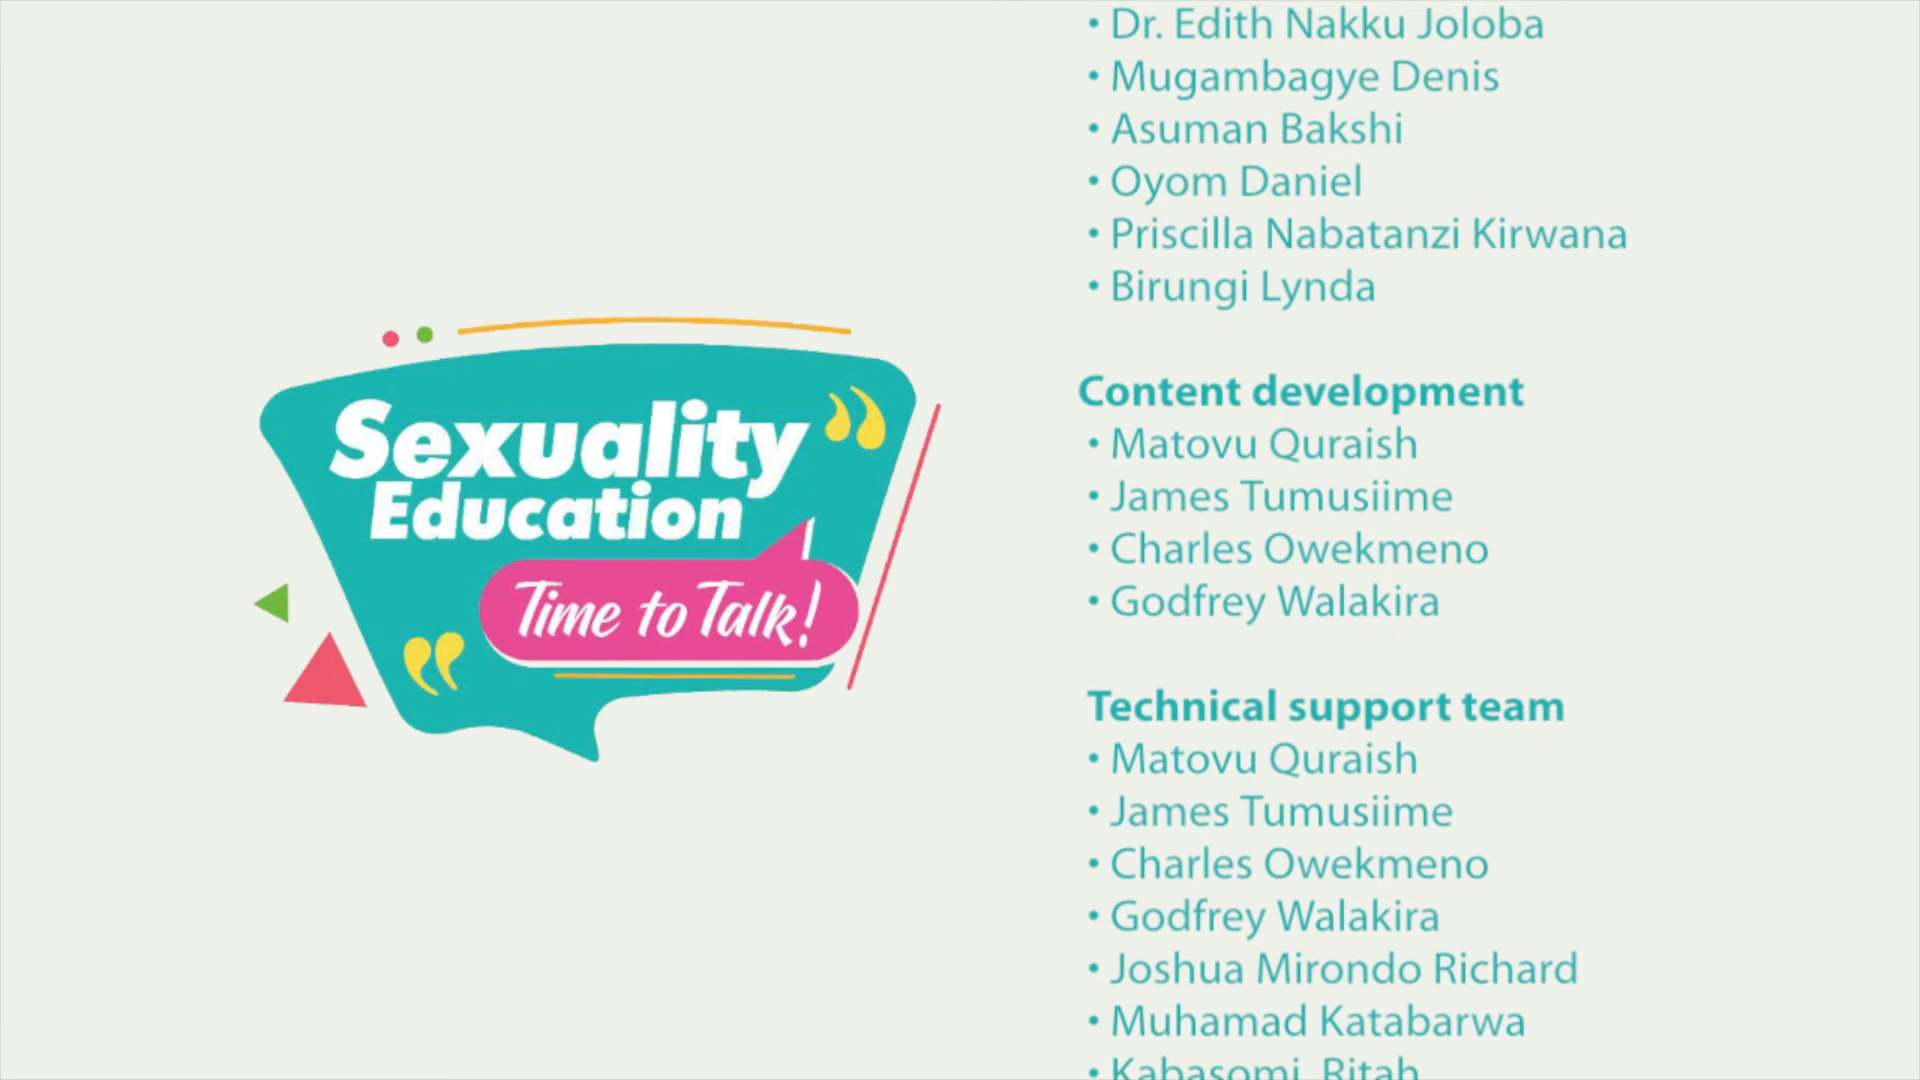 Sexuality
Education
Time to Talk!
• Dr. Edith Nakku Joloba
• Mugambagye Denis
• Asuman Bakshi
• Oyom Daniel
• Priscilla Nabatanzi Kirwana
• Birungi Lynda
Content development
• Matovu Quraish
• James Tumusiime
• Charles Owekmeno
• Godfrey Walakira
Technical support team
• Matovu Quraish
• James Tumusiime
• Charles Owekmeno
• Godfrey Walakira
• Joshua Mirondo Richard
• Muhamad Katabarwa
• Kabasomi Ritah